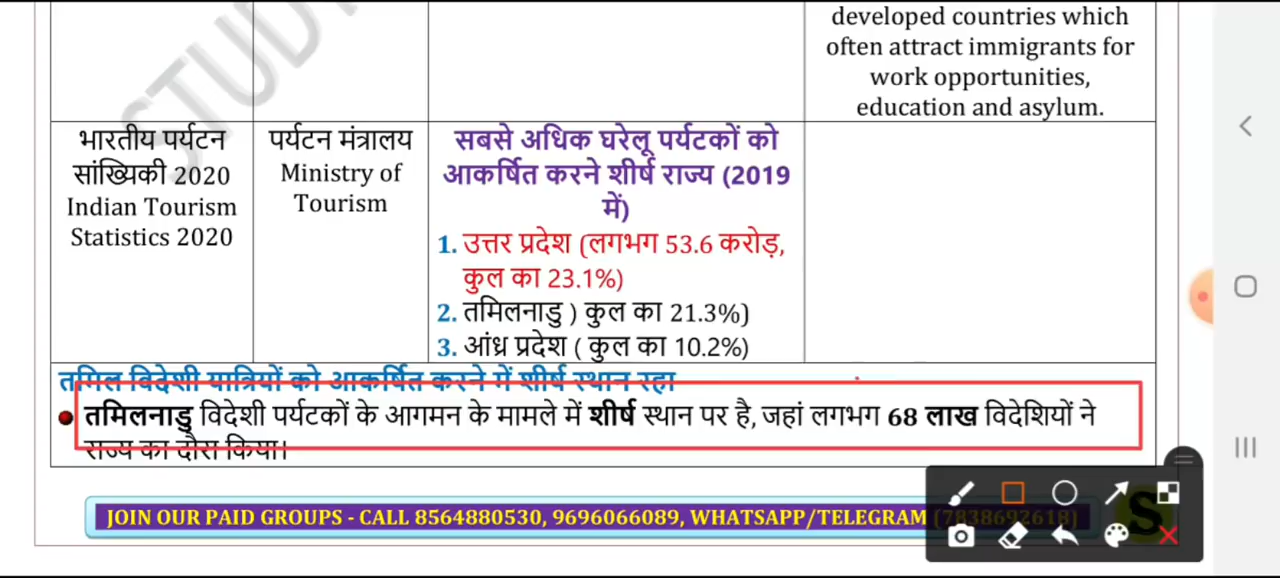 STUD
developed countries which
often attract immigrants for
work opportunities,
education and asylum.
भारतीय पर्यटन
सांख्यिकी 2020
Indian Tourism
Statistics 2020
पर्यटन मंत्रालय
Ministry of
Tourism
सबसे अधिक घरेलू पर्यटकों को
आकर्षित करने शीर्ष राज्य (2019
में)
1. उत्तर प्रदेश (लगभग 53.6 करोड़,
कुल का 23.1%)
2. तमिलनाडु ) कुल का 21.3%)
3. आंध्र प्रदेश ( कुल का 10.2%)
तमिल विदेशी यात्रियों को आकर्षित करने में शीर्ष स्थान रहा
• तमिलनाडु विदेशी पर्यटकों के आगमन के मामले में शीर्ष स्थान पर है, जहां लगभग 68 लाख विदेशियों ने
राज्य का दौरा किया।
JOIN OUR PAID GROUPS - CALL 8564880530, 9696066089, WHATSAPP/TELEGRAM (7838692618)
S